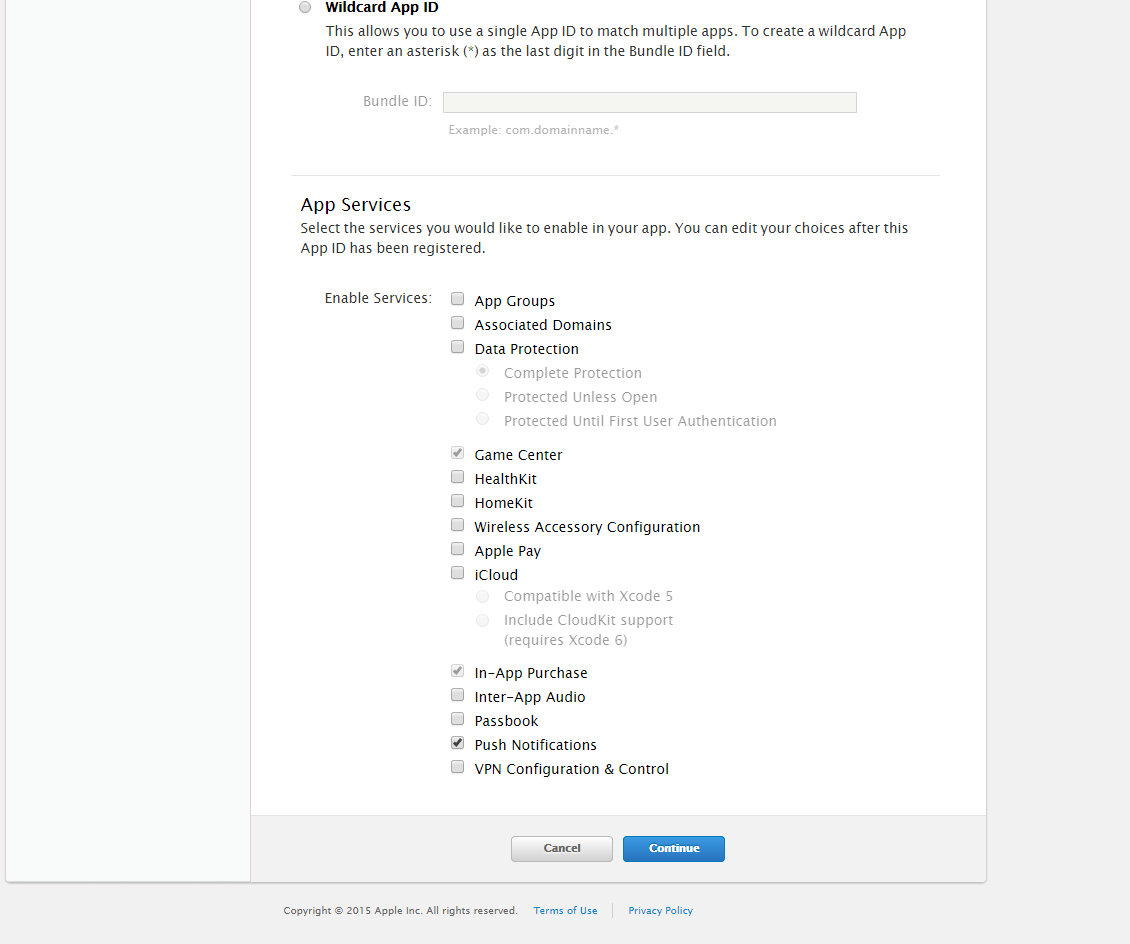 Wildcard App ID
This allows you to use a single App ID to match multiple apps. To create a wildcard App
ID, enter an asterisk (*) as the last digit in the Bundle ID field.
Bundle ID:
Example: com.domainname.*
App Services
Select the services you would like to enable in your app. You can edit your choices after this
App ID has been registered.
Enable Services:
App Groups
Associated Domains
Data Protection
Complete Protection
Protected Unless Open
Protected Until First User Authentication
Game Center
HealthKit
HomeKit
Wireless Accessory Configuration
Apple Pay
iCloud
Compatible with Xcode 5
Include CloudKit support
(requires Xcode 6)
In-App Purchase
Inter-App Audio
Passbook
Push Notifications
VPN Configuration & Control
Cancel
Continue
Copyright © 2015 Apple Inc. All rights reserved. Terms of Use Privacy Policy